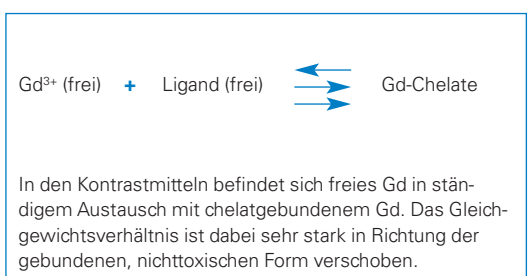 Gd³⁺ (frei) + Ligand (frei) Gd-Chelate
In den Kontrastmitteln befindet sich freies Gd in stän-
digem Austausch mit chelatgebundenem Gd. Das Gleich-
gewichtsverhältnis ist dabei sehr stark in Richtung der
gebundenen, nichttoxischen Form verschoben.